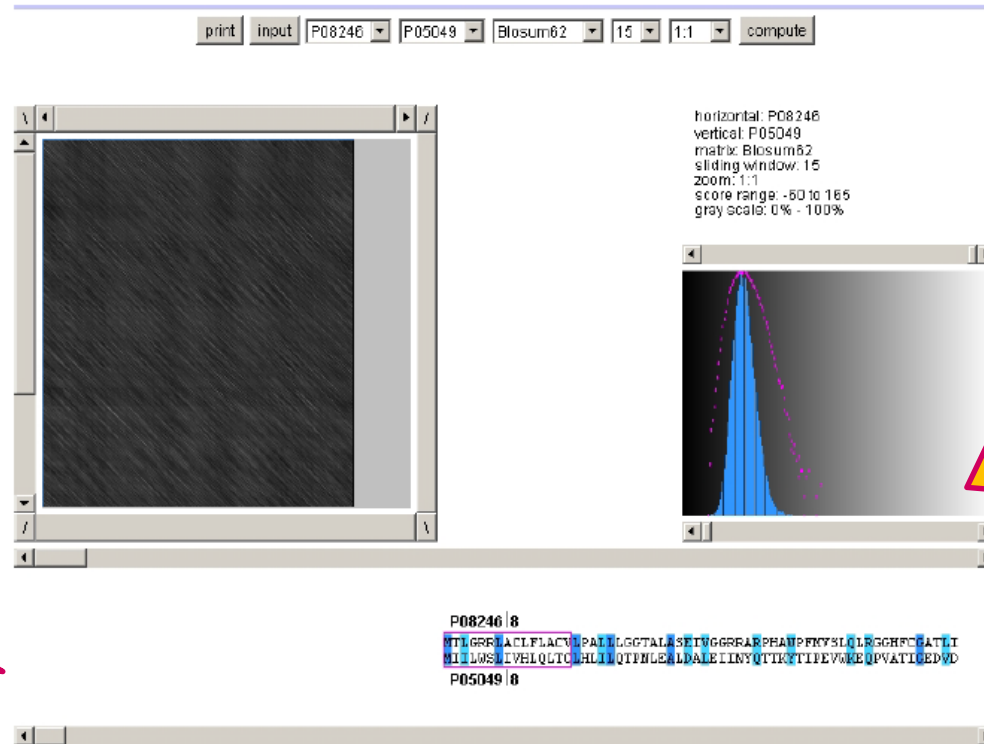 print input P08246 P05049 Blosum62 15 1:1 compute
horizontal: P08246
vertical: P05049
matrix: Blosum62
sliding window: 15
zoom: 1:1
score range: -60 to 165
gray scale: 0% - 100%
P08246 8
MTLGRRLACLFLACVLPALLLGGTALASEIVGGRRARPHAWPFMVSLQLRGGHFCGATLI
MIILWSLIVHLQLTCLHLILQTPNLEALDALEIINYQTTKYTIPEVWKEQPVATIGEDVD
P05049 8